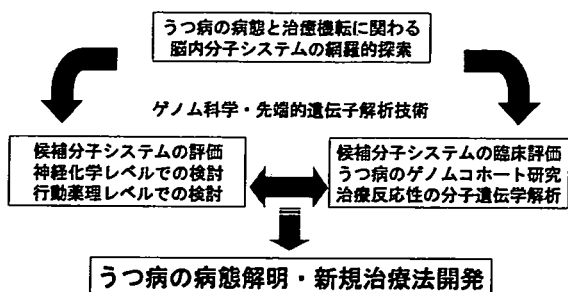 うつ病の病態と治療機転に関わる
脳内分子システムの網羅的探索
ゲノム科学・先端的遺伝子解析技術
候補分子システムの評価
神経化学レベルでの検討
行動薬理レベルでの検討
候補分子システムの臨床評価
うつ病のゲノムコホート研究
治療反応性の分子遺伝学解析
うつ病の病態解明・新規治療法開発